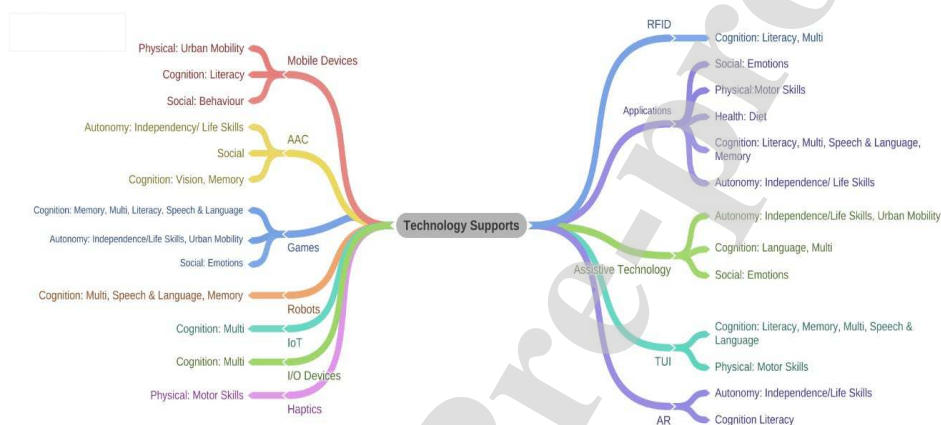 Physical: Urban Mobility
Cognition: Literacy
Social: Behaviour
Mobile Devices
Autonomy: Independency/ Life Skills
Social
Cognition: Vision, Memory
AAC
Cognition: Memory, Multi, Literacy, Speech & Language
Autonomy: Independence/Life Skills, Urban Mobility
Social: Emotions
Games
Cognition: Multi, Speech & Language, Memory
Robots
Cognition: Multi
IoT
Cognition: Multi
I/O Devices
Physical: Motor Skills
Haptics
Technology Supports
RFID
Cognition: Literacy, Multi
Applications
Social: Emotions
Physical:Motor Skills
Health: Diet
Cognition: Literacy, Multi, Speech & Language,
Memory
Autonomy: Independence/ Life Skills
Assistive Technology
Autonomy: Independence/Life Skills, Urban Mobility
Cognition: Language, Multi
Social: Emotions
TUI
Cognition: Literacy, Memory, Multi, Speech &
Language
Physical: Motor Skills
AR
Autonomy: Independence/Life Skills
Cognition Literacy
Pre-pro